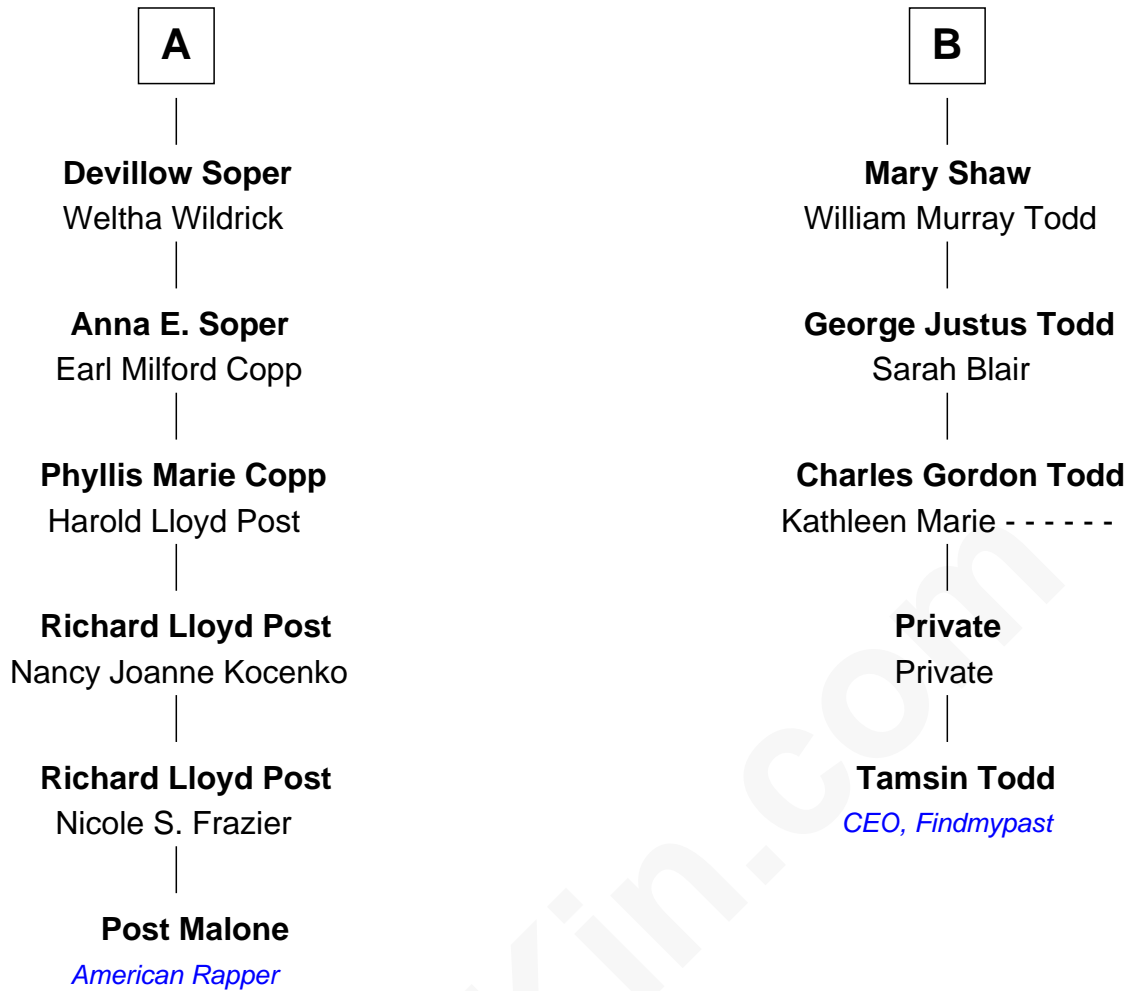 A
Devillow Soper
Weltha Wildrick
Anna E. Soper
Earl Milford Copp
Phyllis Marie Copp
Harold Lloyd Post
Richard Lloyd Post
Nancy Joanne Kocenko
Richard Lloyd Post
Nicole S. Frazier
Post Malone
American Rapper
B
Mary Shaw
William Murray Todd
George Justus Todd
Sarah Blair
Charles Gordon Todd
Kathleen Marie - - - - - -
Private
Private
Tamsin Todd
CEO, Findmypast
Kin.com